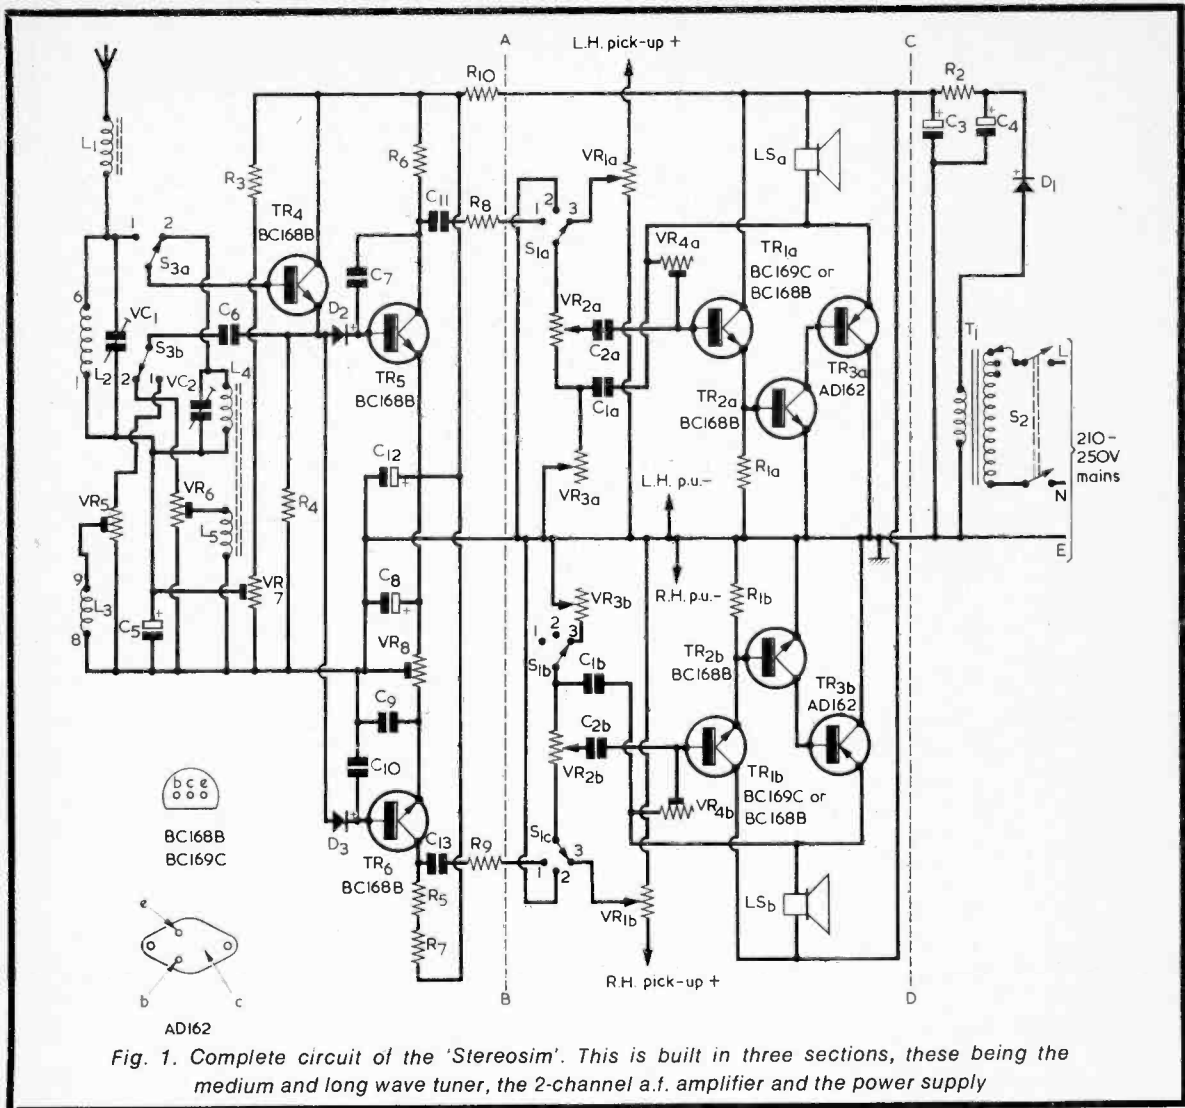 A
L.H. pick-up +
C
R10
R2
L1
R3
R6
VR1a
LSa
C3
C4
D1
1
2
TR4
BC168B
C11
R8
1
2
3
S3a
S1a
VR4a
TR1a
BC169C or
BC168B
6
VC1
C6
C7
D2
VR2a
C2a
T1
L
S3b
1
L2
2
1
VC2
L4
TR5
BC168B
C1a
TR2a
BC168B
TR3a
AD162
S2
210-
250V
mains
C12
R1a
N
VR5
VR6
L5
R4
VR3a
L.H. p.u.-
E
9
L3
8
C5
VR
7
C8
VR8
VR3b
R.H. p.u.-
R1b
1
2
3
S1b
C1b
TR2b
BC168B
TR3b
AD162
C9
C10
VR2b
C2b
TR1b
BC169C or
BC168B
VR4b
b c e
BC168B
BC169C
D3
TR6
BC168B
C13
R9
S1c
1
2
3
VR1b
R5
R7
LSb
e
b
c
AD162
B
R.H. pick-up +
D
Fig. 1. Complete circuit of the 'Stereosim'. This is built in three sections, these being the
medium and long wave tuner, the 2-channel a.f. amplifier and the power supply